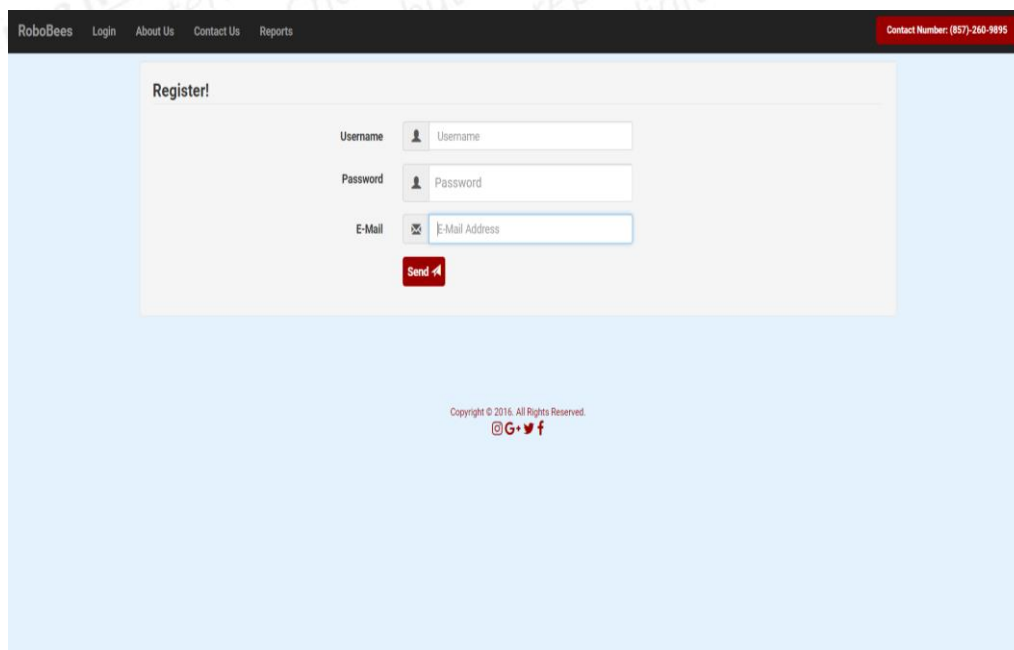 RoboBees Login About Us Contact Us Reports Contact Number: (857)-260-9895
Register!
Username Username
Password Password
E-Mail E-Mail Address
Send
Copyright © 2016. All Rights Reserved.
G+ f